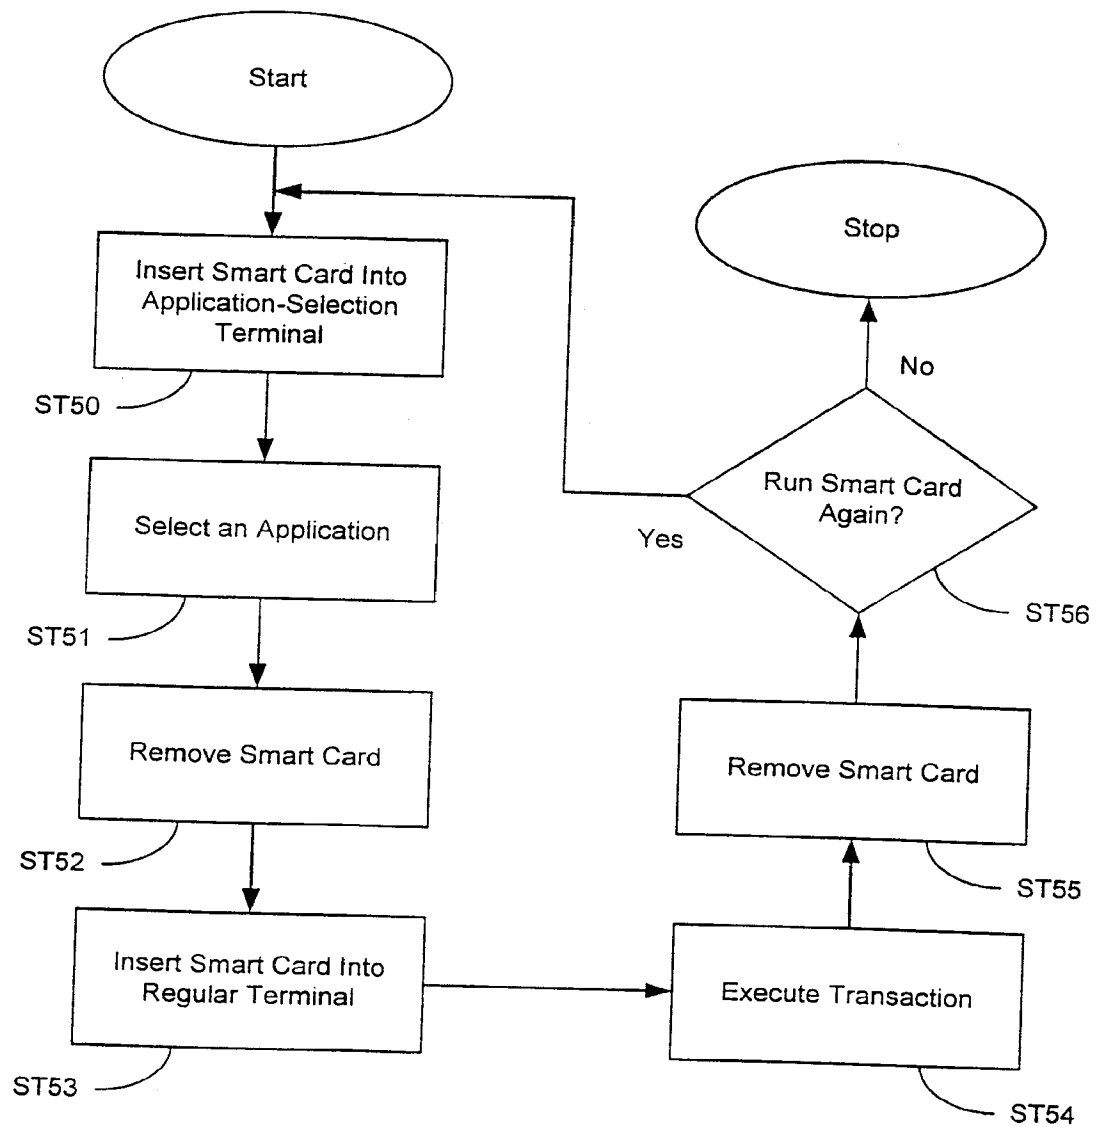 Start
Insert Smart Card Into
Application-Selection
Terminal
ST50
Select an Application
ST51
Remove Smart Card
ST52
Insert Smart Card Into
Regular Terminal
ST53
Execute Transaction
ST54
Remove Smart Card
ST55
Run Smart Card
Again?
ST56
Yes
No
Stop